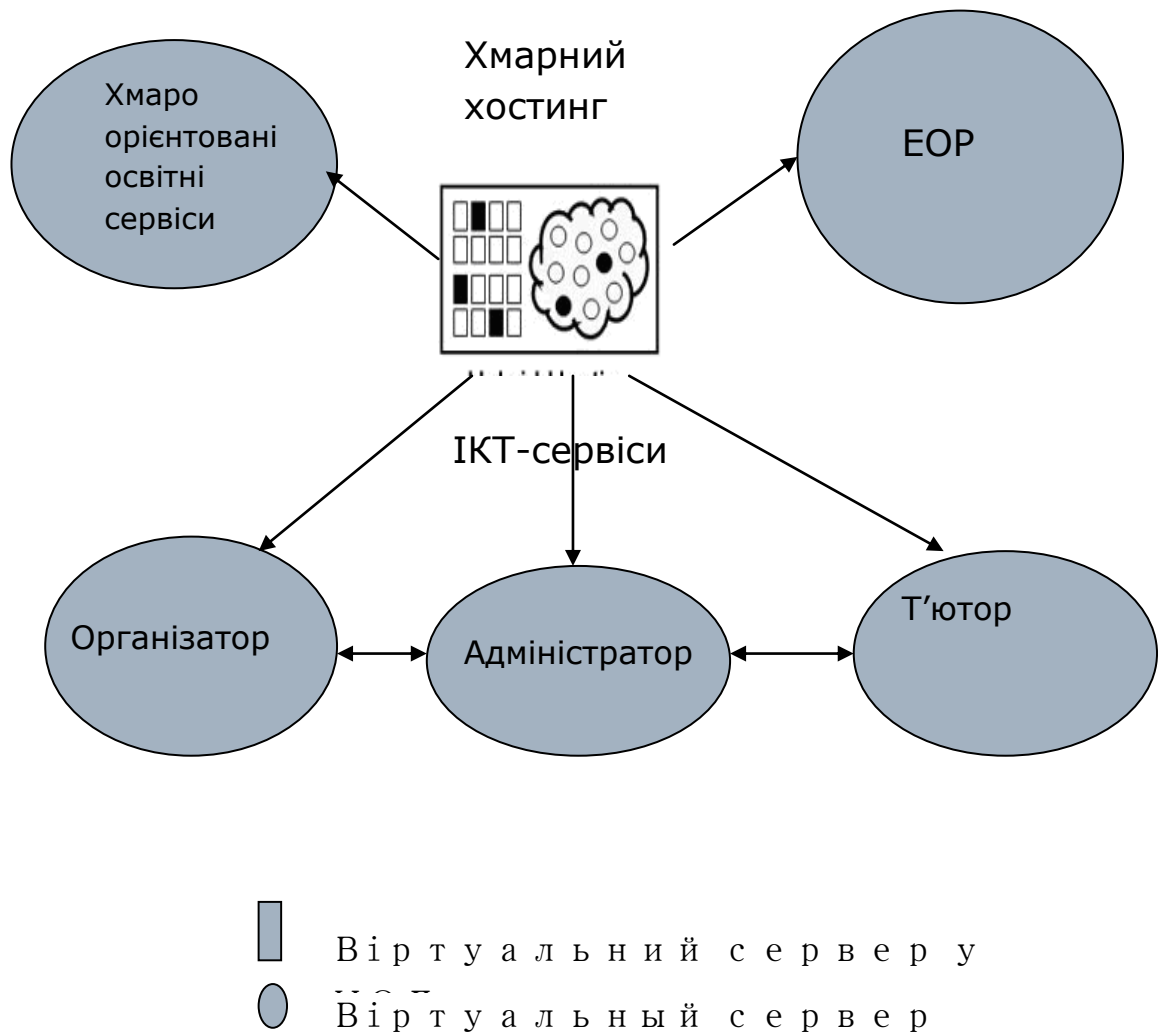 Хмарний
хостинг
Хмаро
орієнтовані
освітні
сервіси
ЕОР
ІКТ-сервіси
Організатор
Адміністратор
Т’ютор
Віртуальний сервер у
Віртуальный сервер